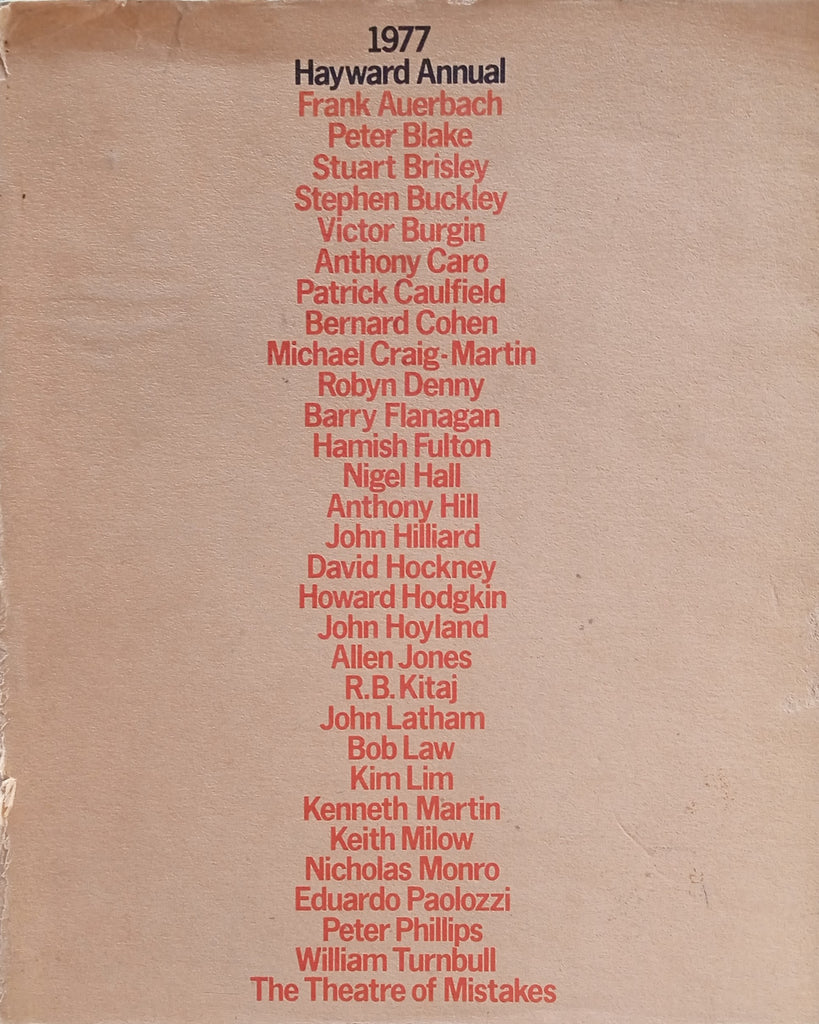 1977
Hayward Annual
Frank Auerbach
Peter Blake
Stuart Brisley
Stephen Buckley
Victor Burgin
Anthony Caro
Patrick Caulfield
Bernard Cohen
Michael Craig-Martin
Robyn Denny
Barry Flanagan
Hamish Fulton
Nigel Hall
Anthony Hill
John Hilliard
David Hockney
Howard Hodgkin
John Hoyland
Allen Jones
R.B. Kitaj
John Latham
Bob Law
Kim Lim
Kenneth Martin
Keith Milow
Nicholas Monro
Eduardo Paolozzi
Peter Phillips
William Turnbull
The Theatre of Mistakes